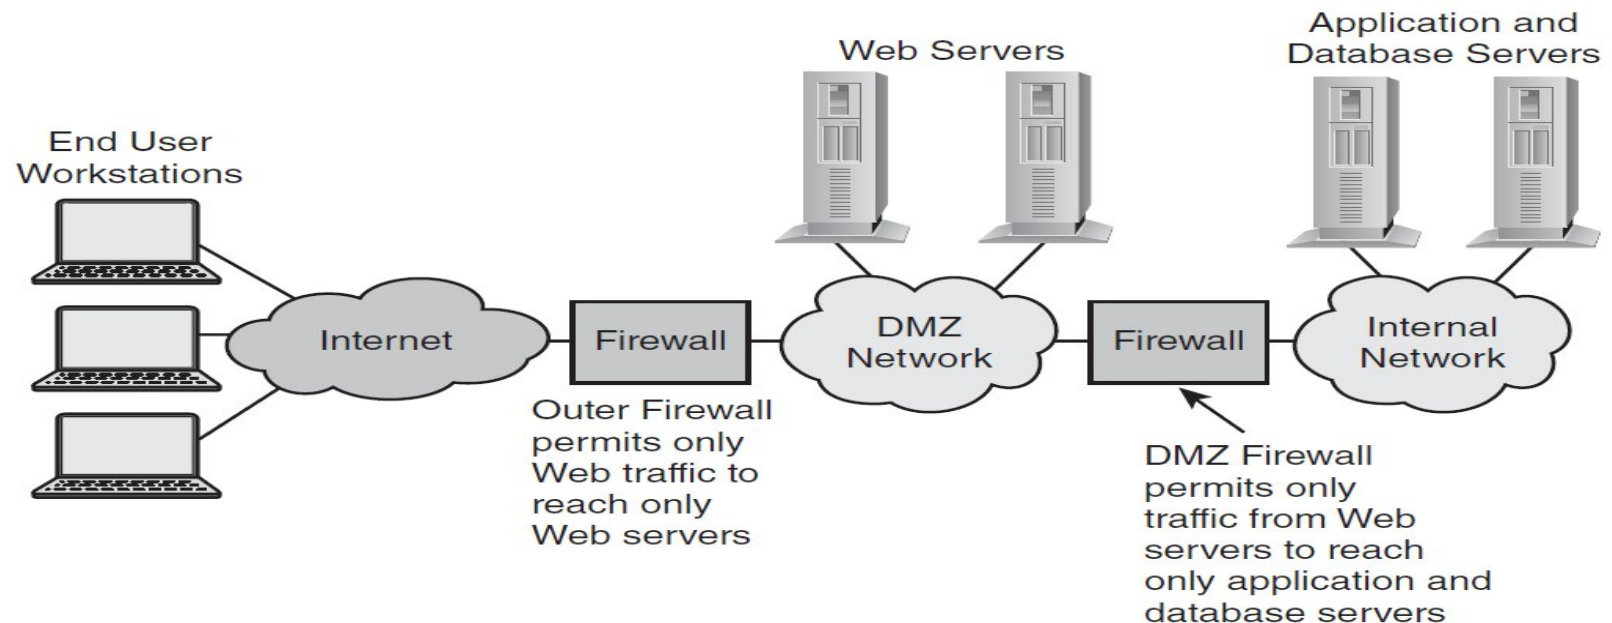 End User
Workstations
Internet
Firewall
Outer Firewall
permits only
Web traffic to
reach only
Web servers
Web Servers
DMZ
Network
Firewall
DMZ Firewall
permits only
traffic from Web
servers to reach
only application and
database servers
Application and
Database Servers
Internal
Network